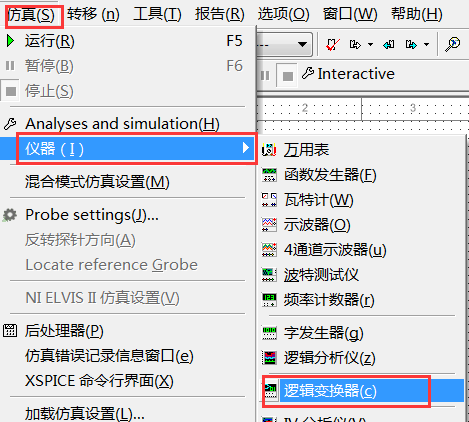 仿真(S) 转移 (n) 工具(T) 报告(R) 选项(O) 窗口(W) 帮助(H)
运行(R) F5
暂停(B) F6
停止(S)
Interactive
2 3
Analyses and simulation(H)
仪器 ( I )
混合模式仿真设置(M)
Probe settings(J)...
反转探针方向(A)
Locate reference Grobe
NI ELVIS II 仿真设置(V)
后处理器(P)
仿真错误记录信息窗口(e)
XSPICE 命令行界面(X)
加载仿真设置(L)...
万用表
函数发生器(F)
瓦特计(W)
示波器(O)
4通道示波器(u)
波特测试仪
频率计数器(r)
字发生器(g)
逻辑分析仪(z)
逻辑变换器(c)
IV 分析仪(V)